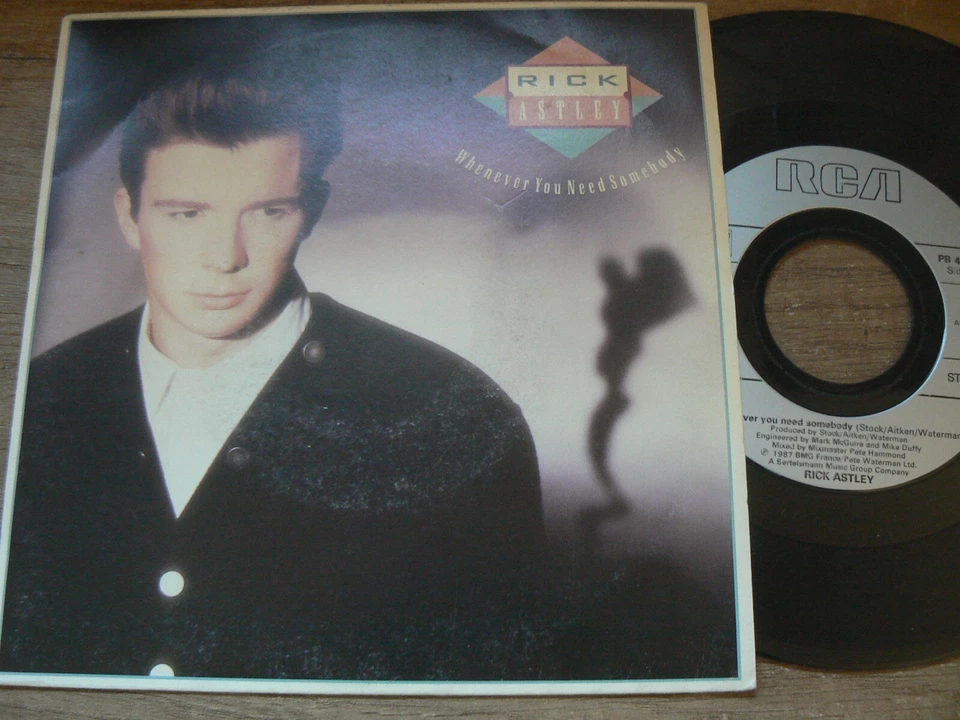 RICK
ASTLEY
Whenever You Need Somebody
RCA
PB 4
ST
ver you need somebody (Stock/Aitken/Waterman
Produced by Stock/Aitken/Waterman
Engineered by Mark McGuire and Mike Duffy
Mixed by Mixmaster Pete Hammond
℗ 1987 BMG France/Pete Waterman Ltd.
A Bertelsmann Music Group Company
RICK ASTLEY